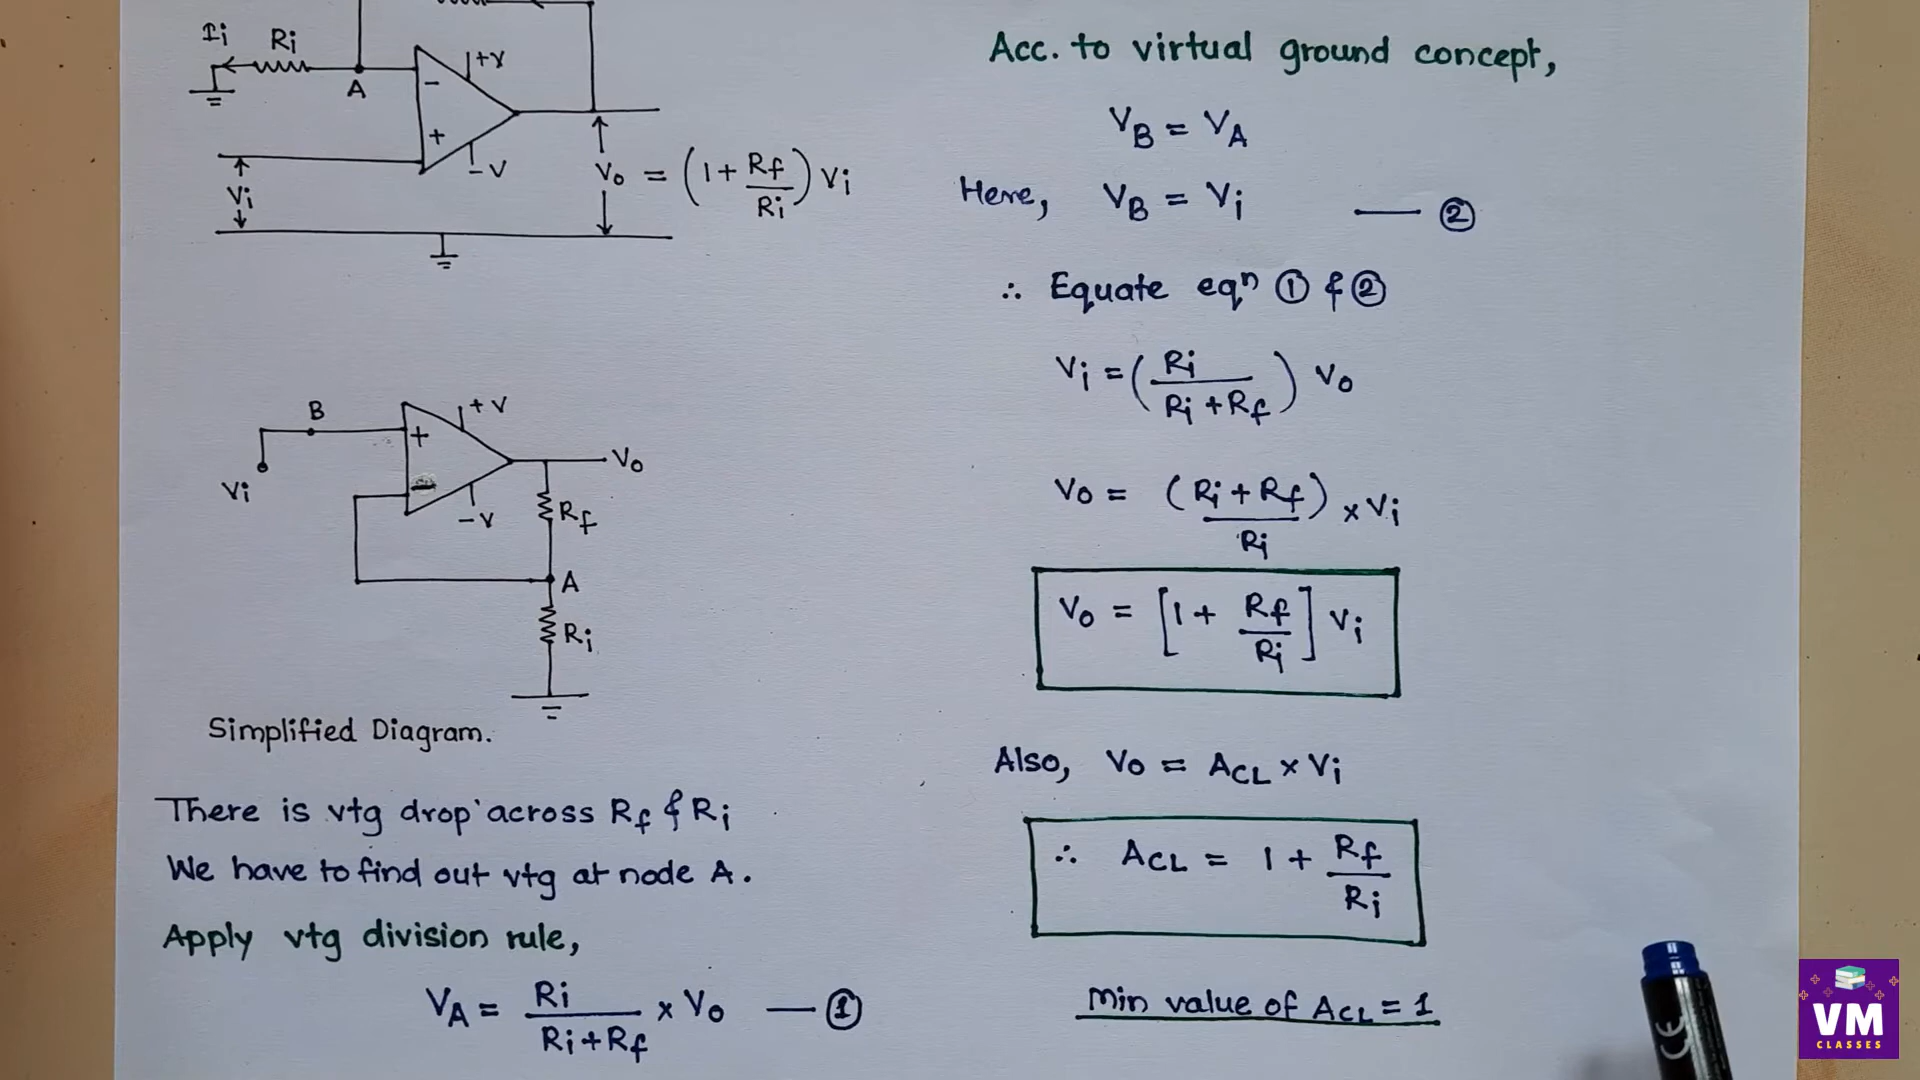 Ii Ri
A
+V
−
+
−V
Vi
Vo = (1 + Rf/Ri) Vi
B
+V
+
Vo
Vi
−
−V
Rf
A
Ri
Simplified Diagram.
There is vtg drop across Rf & Ri
We have to find out vtg at node A.
Apply vtg division rule,
VA = Ri/(Ri+Rf) × Vo — ①
Acc. to virtual ground concept,
VB = VA
Here, VB = Vi — ②
∴ Equate eqn ① & ②
Vi = (Ri/(Ri+Rf)) Vo
Vo = (Ri+Rf)/Ri × Vi
Vo = [1 + Rf/Ri] Vi
Also, Vo = ACL × Vi
∴ ACL = 1 + Rf/Ri
Min value of ACL = 1
CE
VM
CLASSES